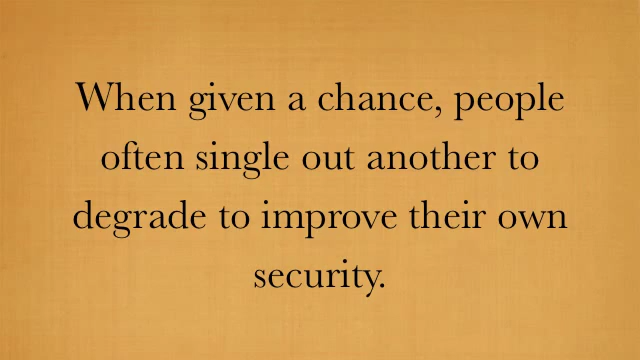 When given a chance, people
often single out another to
degrade to improve their own
security.